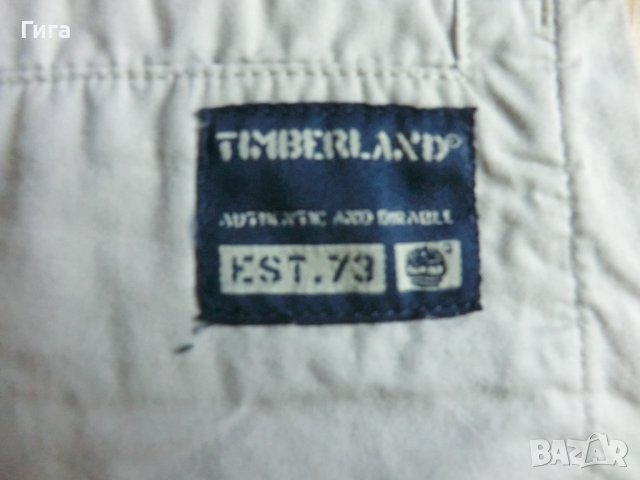 Гига
TIMBERLAND®
AUTHENTIC AND DURABLE
EST.73
BAZAR